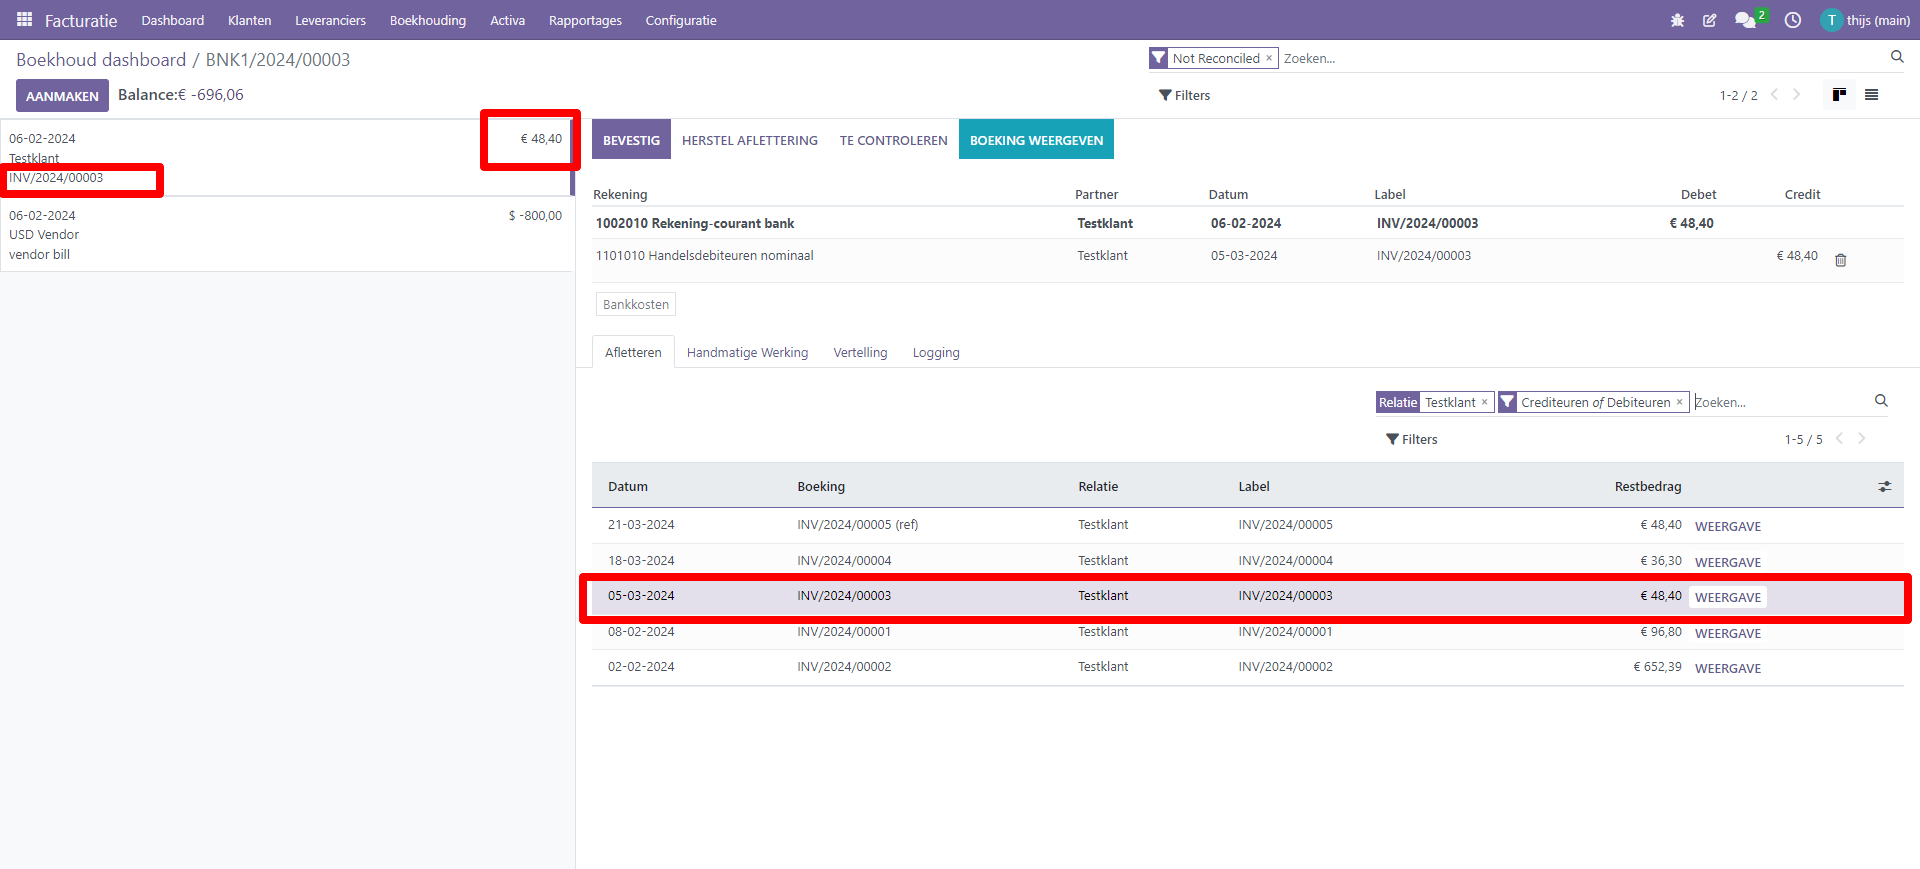 Facturatie Dashboard Klanten Leveranciers Boekhouding Activa Rapportages Configuratie 2 T thijs (main)
Boekhoud dashboard / BNK1/2024/00003
Not Reconciled × Zoeken...
AANMAKEN Balance:€ -696,06
Filters 1-2 / 2
06-02-2024 € 48,40
Testklant
INV/2024/00003
06-02-2024 $ -800,00
USD Vendor
vendor bill
BEVESTIG HERSTEL AFLETTERING TE CONTROLEREN BOEKING WEERGEVEN
Rekening Partner Datum Label Debet Credit
1002010 Rekening-courant bank Testklant 06-02-2024 INV/2024/00003 € 48,40
1101010 Handelsdebiteuren nominaal Testklant 05-03-2024 INV/2024/00003 € 48,40
Bankkosten
Afletteren Handmatige Werking Vertelling Logging
Relatie Testklant × Crediteuren of Debiteuren × Zoeken...
Filters 1-5 / 5
Datum Boeking Relatie Label Restbedrag
21-03-2024 INV/2024/00005 (ref) Testklant INV/2024/00005 € 48,40 WEERGAVE
18-03-2024 INV/2024/00004 Testklant INV/2024/00004 € 36,30 WEERGAVE
05-03-2024 INV/2024/00003 Testklant INV/2024/00003 € 48,40 WEERGAVE
08-02-2024 INV/2024/00001 Testklant INV/2024/00001 € 96,80 WEERGAVE
02-02-2024 INV/2024/00002 Testklant INV/2024/00002 € 652,39 WEERGAVE